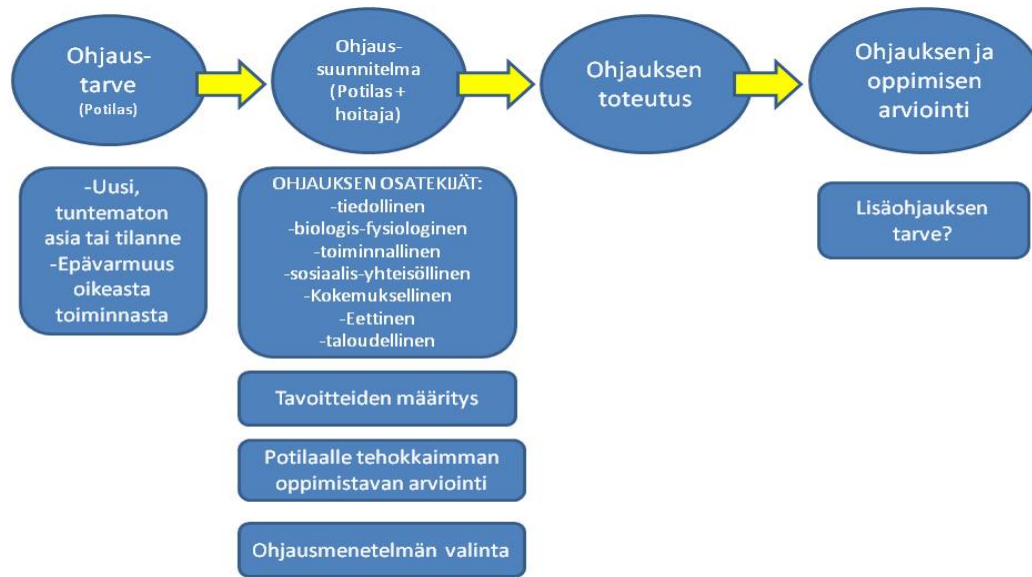 Ohjaus-
tarve
(Potilas)
Ohjaus-
suunnitelma
(Potilas +
hoitaja)
Ohjauksen
toteutus
Ohjauksen ja
oppimisen
arviointi
-Uusi,
tuntematon
asia tai tilanne
-Epävarmuus
oikeasta
toiminnasta
OHJAUKSEN OSATEKIJÄT:
-tiedollinen
-biologis-fysiologinen
-toiminnallinen
-sosiaalis-yhteisöllinen
-Kokemuksellinen
-Eettinen
-taloudellinen
Tavoitteiden määritys
Potilaalle tehokkaimman
oppimistavan arviointi
Ohjausmenetelmän valinta
Lisäohjauksen
tarve?